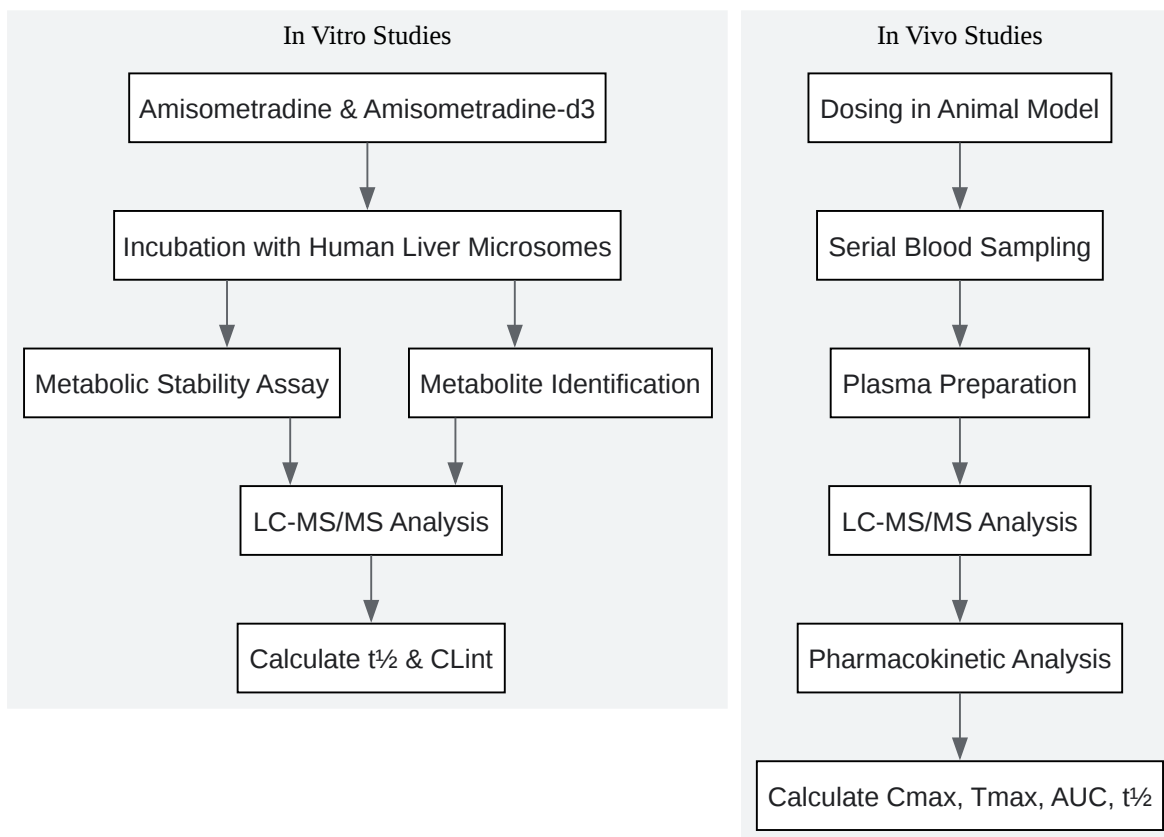 In Vitro Studies
Amisometradine & Amisometradine-d3
Incubation with Human Liver Microsomes
Metabolic Stability Assay
Metabolite Identification
LC-MS/MS Analysis
Calculate t½ & CLint
In Vivo Studies
Dosing in Animal Model
Serial Blood Sampling
Plasma Preparation
LC-MS/MS Analysis
Pharmacokinetic Analysis
Calculate Cmax, Tmax, AUC, t½